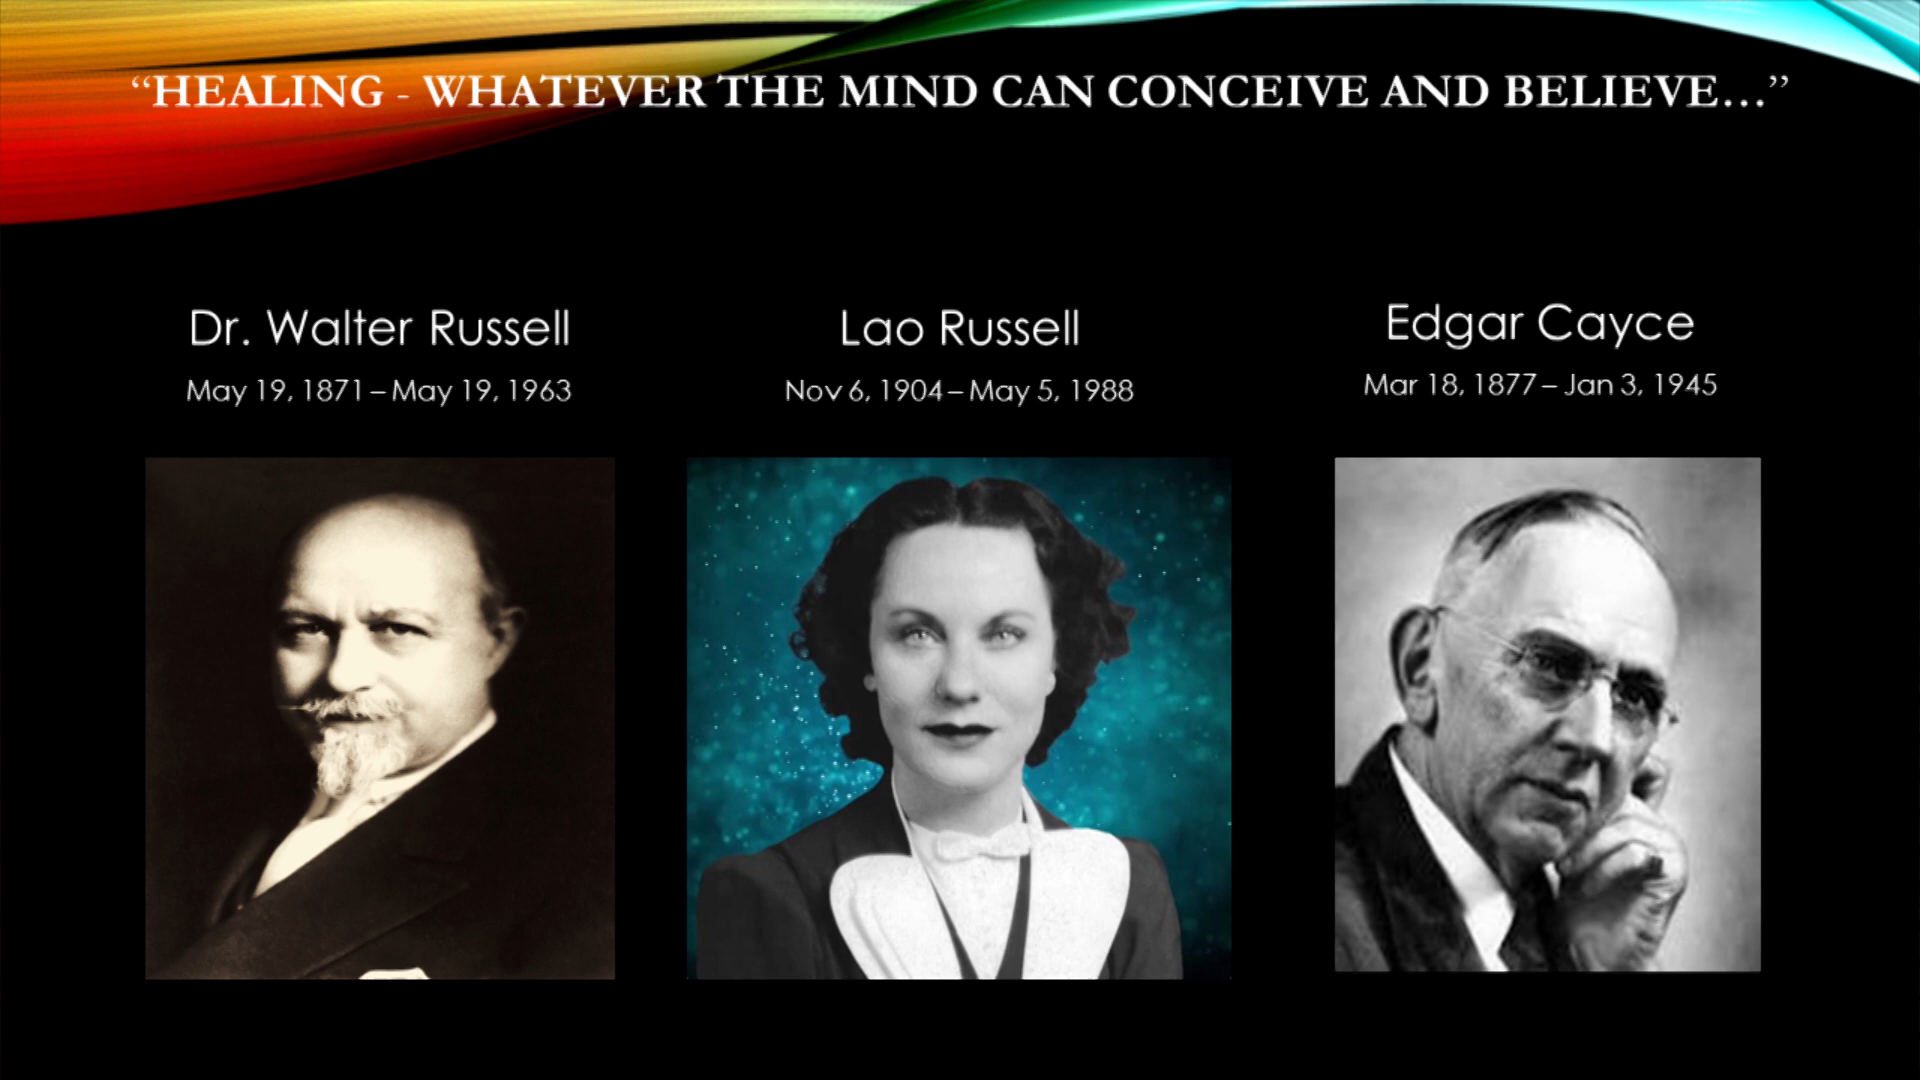 “HEALING - WHATEVER THE MIND CAN CONCEIVE AND BELIEVE…”
Dr. Walter Russell
May 19, 1871 – May 19, 1963
Lao Russell
Nov 6, 1904 – May 5, 1988
Edgar Cayce
Mar 18, 1877 – Jan 3, 1945